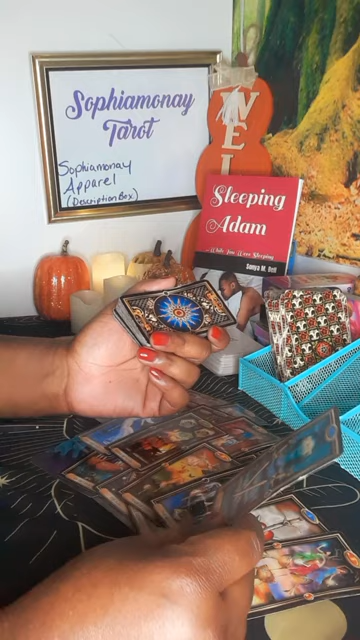 Sophiamonay
Tarot
Sophiamonay
Apparel
(Description Box)
WEL
Sleeping
Adam
While You Were Sleeping
Sonya M. Bell